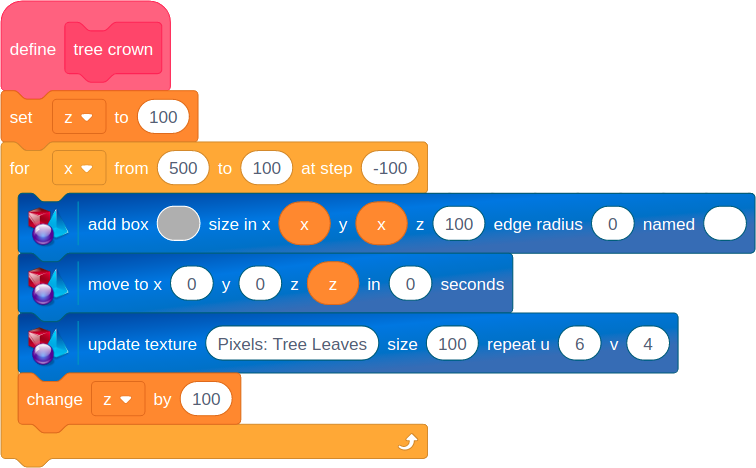 define tree crown
set z to 100
for x from 500 to 100 at step -100
add box size in x x y x z 100 edge radius 0 named
move to x 0 y 0 z z in 0 seconds
update texture Pixels: Tree Leaves size 100 repeat u 6 v 4
change z by 100